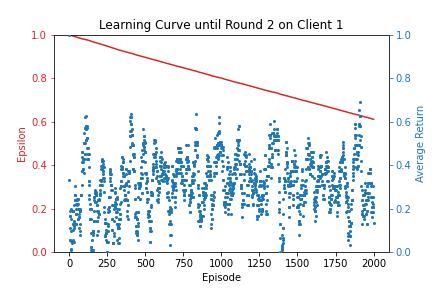 Learning Curve until Round 2 on Client 1
1.0 1.0
0.8 0.8
0.6 0.6
0.4 0.4
0.2 0.2
0.0 0.0
Epsilon
Average Return
0 250 500 750 1000 1250 1500 1750 2000
Episode